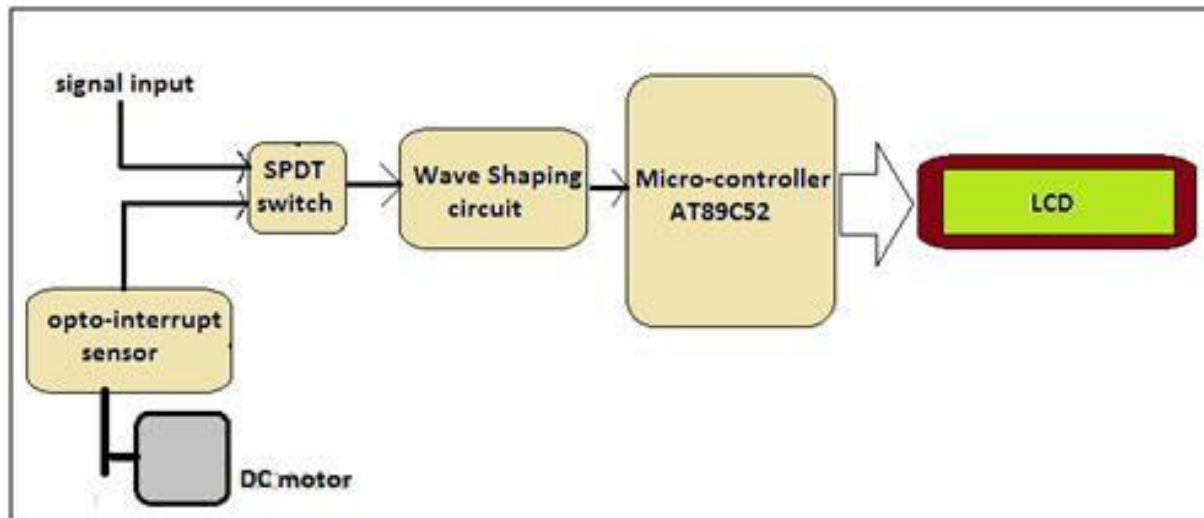 signal input
SPDT
switch
Wave Shaping
circuit
Micro-controller
AT89C52
LCD
opto-interrupt
sensor
DC motor